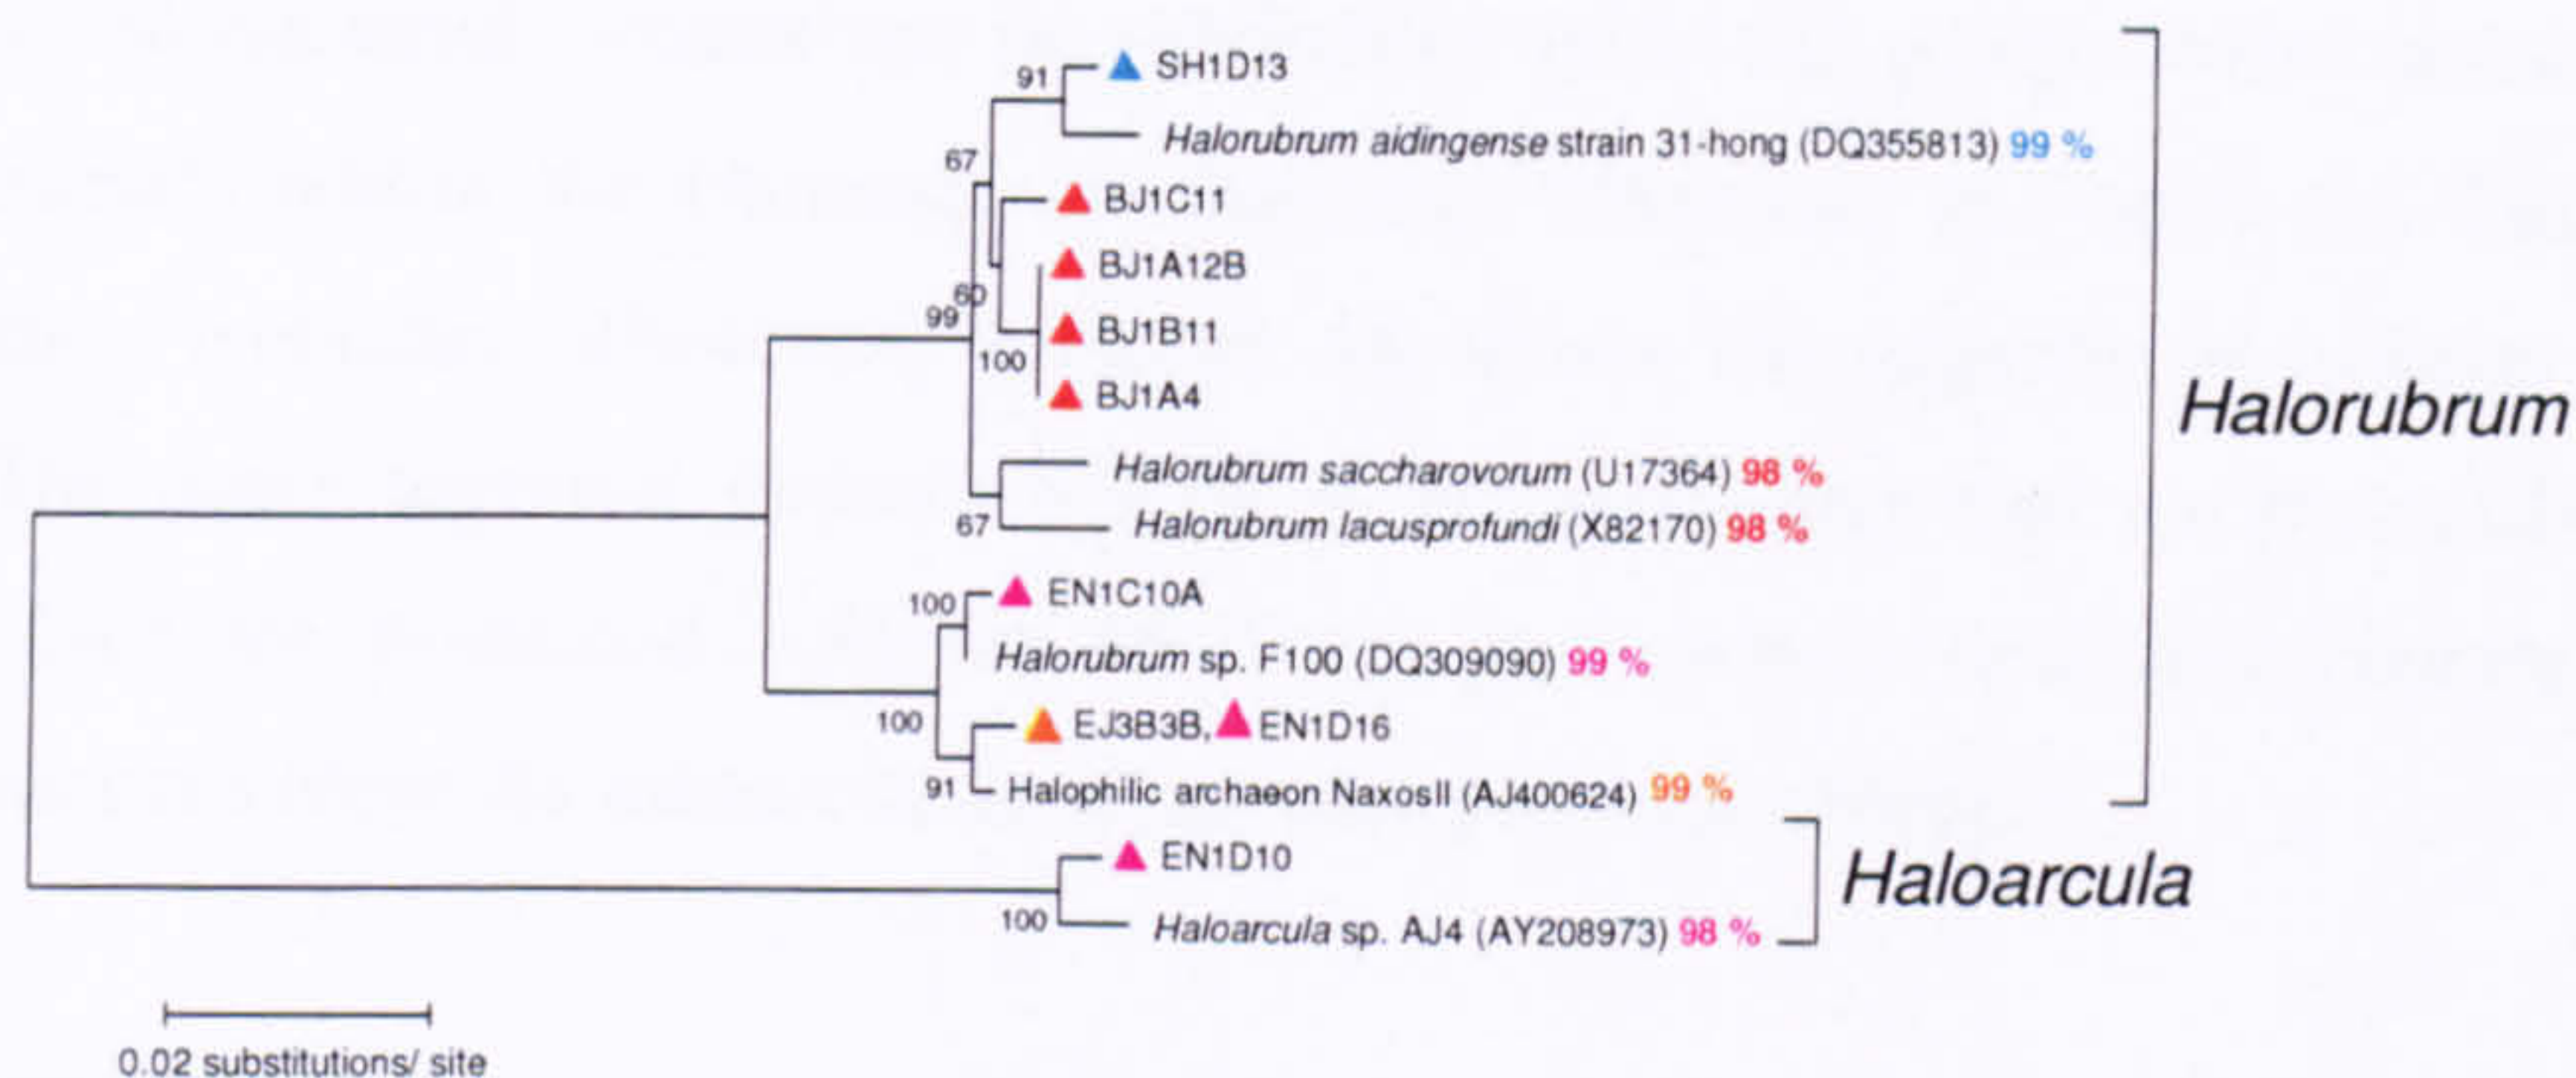 91
SH1D13
Halorubrum aidingense strain 31-hong (DQ355813) 99 %
67
BJ1C11
BJ1A12B
60
99
BJ1B11
100
BJ1A4
Halorubrum
Halorubrum saccharovorum (U17364) 98 %
67
Halorubrum lacusprofundi (X82170) 98 %
100
EN1C10A
Halorubrum sp. F100 (DQ309090) 99 %
100
EJ3B3B, EN1D16
91
Halophilic archaeon NaxosII (AJ400624) 99 %
EN1D10
Haloarcula
100
Haloarcula sp. AJ4 (AY208973) 98 %
0.02 substitutions/ site